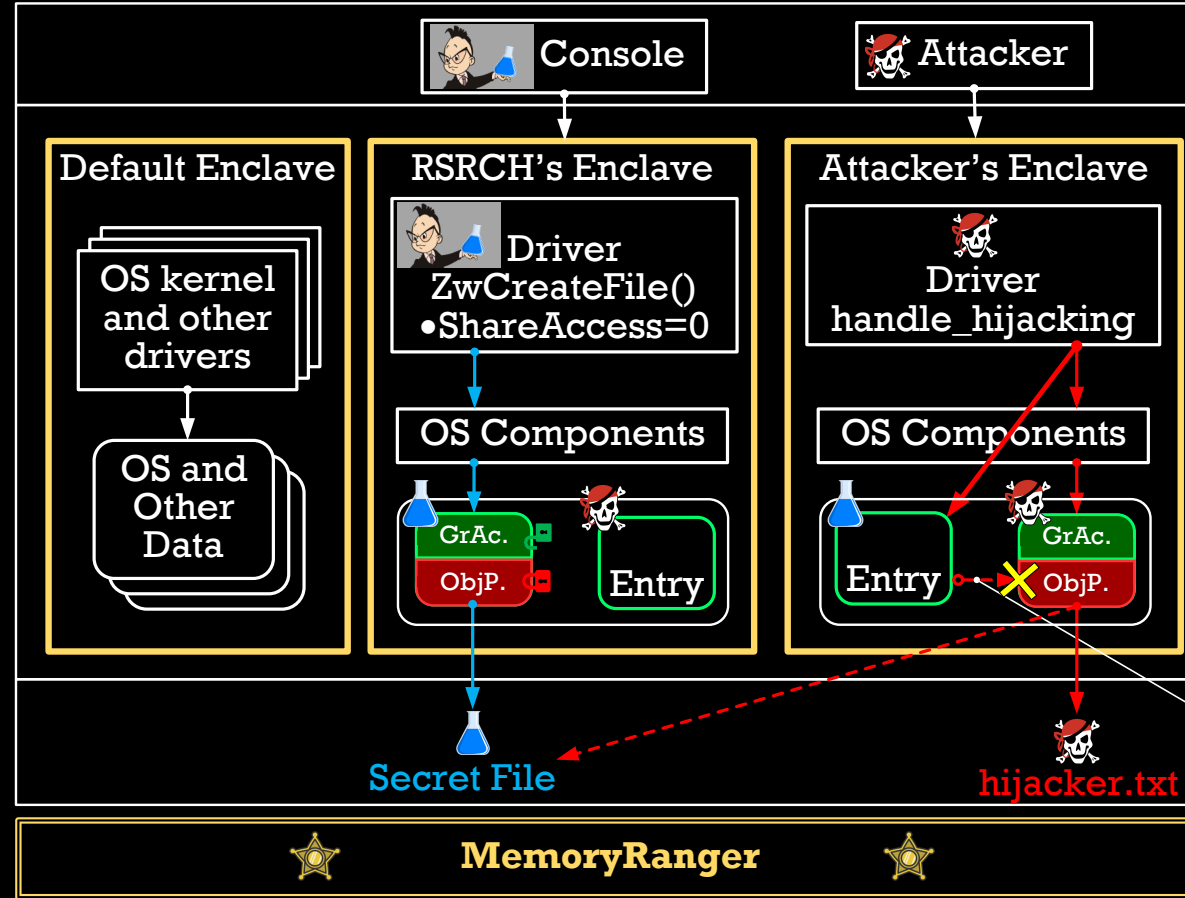 Console
Attacker
Default Enclave
OS kernel
and other
drivers
OS and
Other
Data
RSRCH's Enclave
Driver
ZwCreateFile()
•ShareAccess=0
OS Components
GrAc.
ObjP.
Entry
Attacker's Enclave
Driver
handle_hijacking
OS Components
Entry
GrAc.
ObjP.
Secret File
hijacker.txt
MemoryRanger